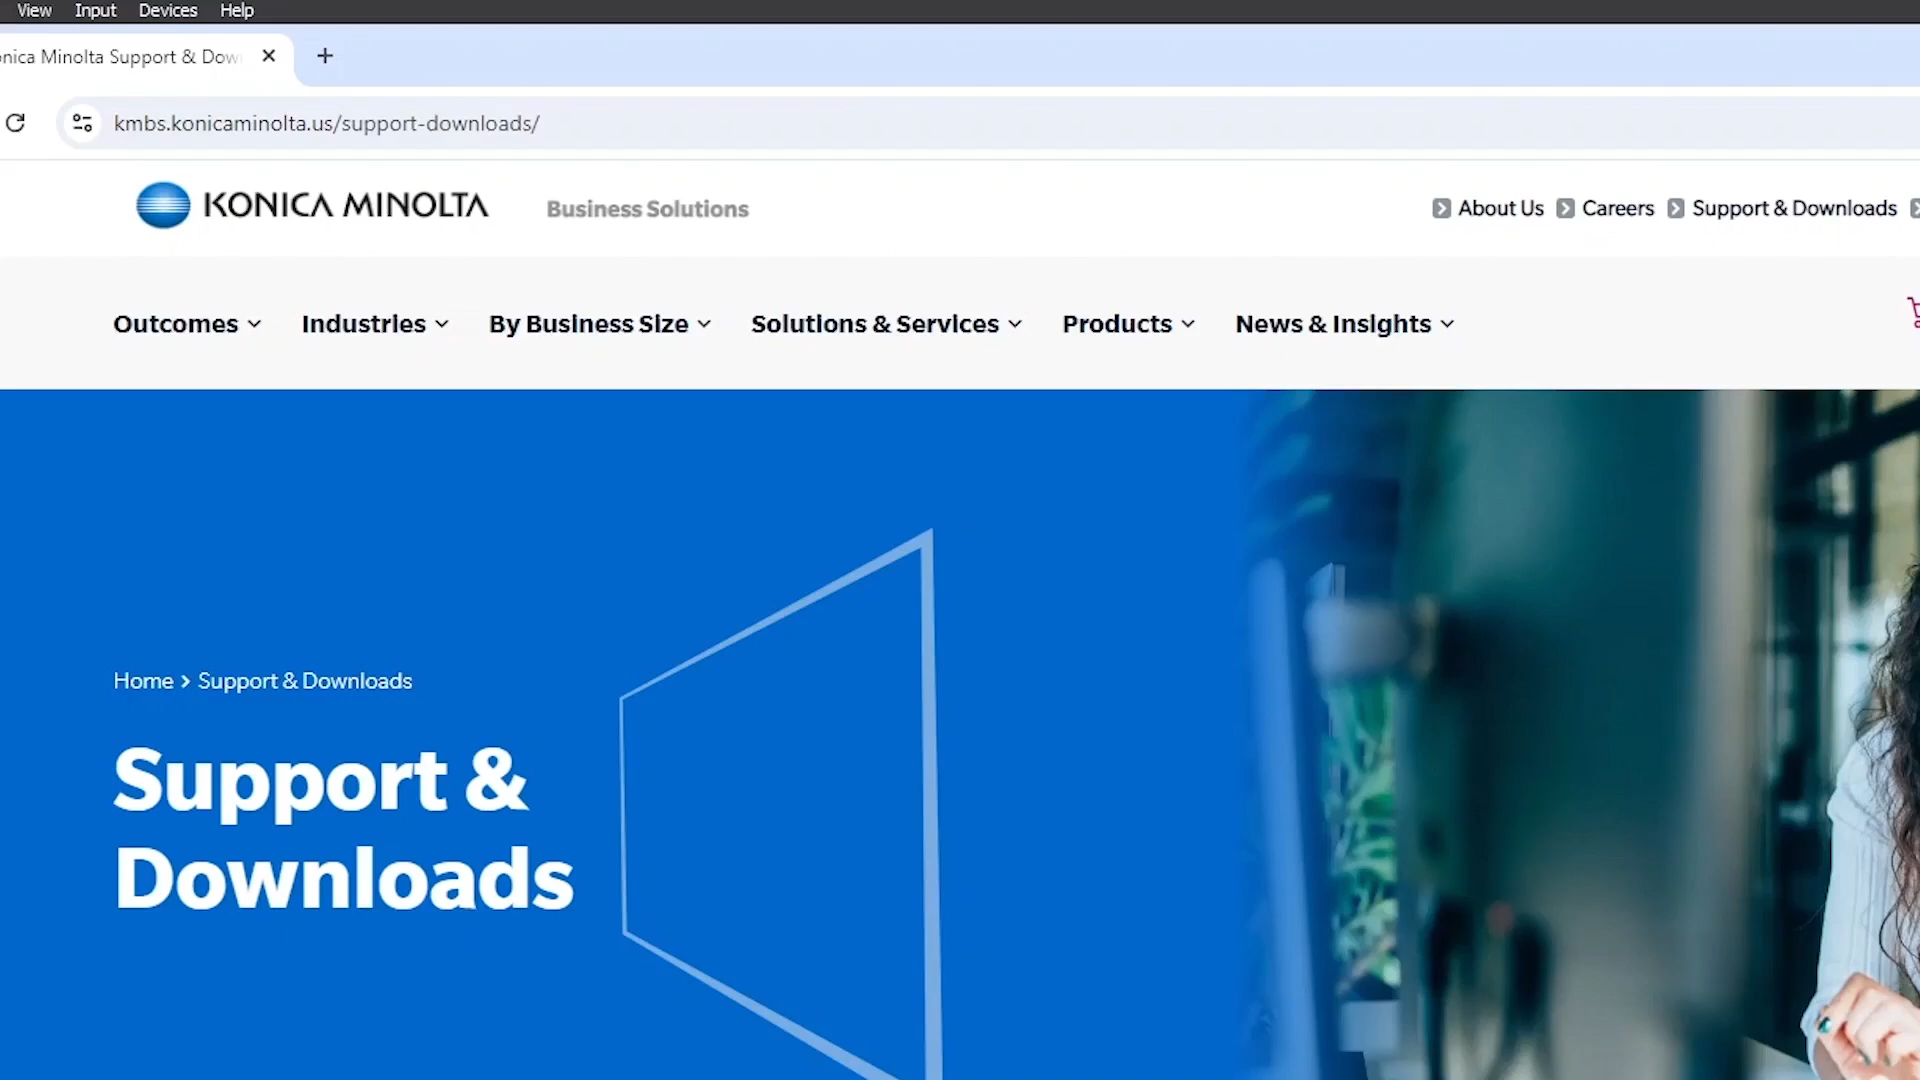 View Input Devices Help
onica Minolta Support & Dow
kmbs.konicaminolta.us/support-downloads/
KONICA MINOLTA Business Solutions About Us Careers Support & Downloads
Outcomes Industries By Business Size Solutions & Services Products News & Insights
Home > Support & Downloads
Support &
Downloads